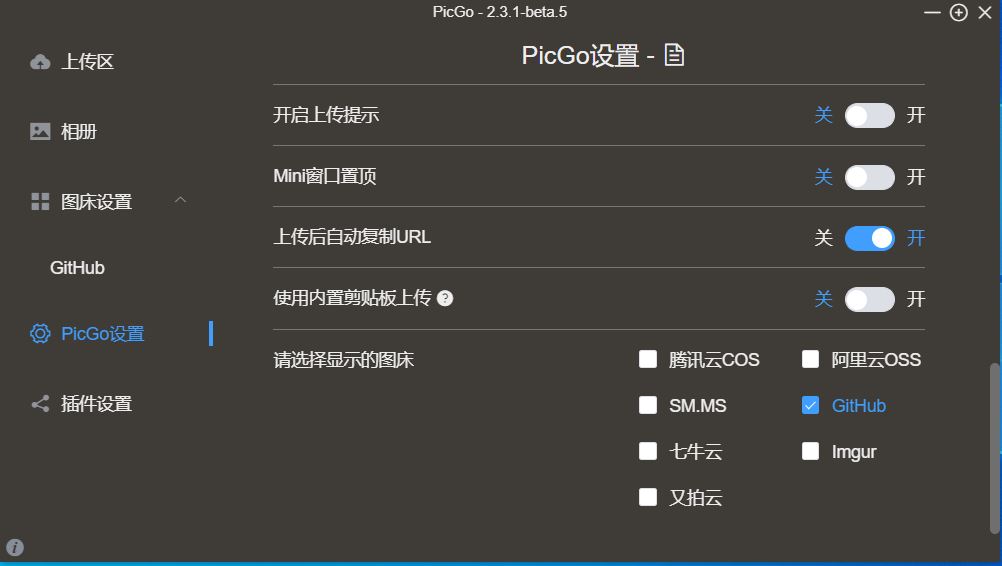 PicGo - 2.3.1-beta.5
上传区
相册
图床设置
GitHub
PicGo设置
插件设置
PicGo设置 -
开启上传提示 关 开
Mini窗口置顶 关 开
上传后自动复制URL 关 开
使用内置剪贴板上传 ? 关 开
请选择显示的图床 腾讯云COS 阿里云OSS
SM.MS GitHub
七牛云 Imgur
又拍云